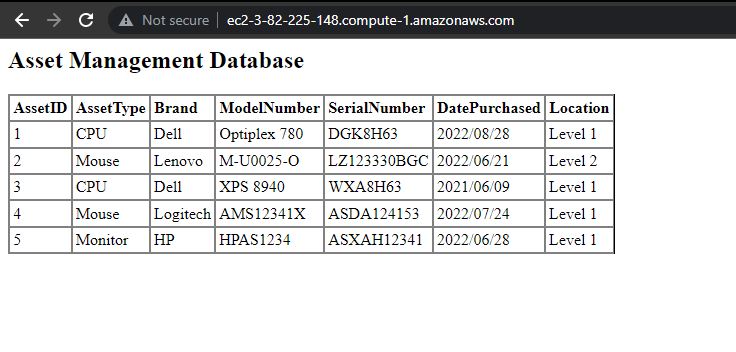 Not secure ec2-3-82-225-148.compute-1.amazonaws.com
Asset Management Database
AssetID AssetType Brand ModelNumber SerialNumber DatePurchased Location
1 CPU Dell Optiplex 780 DGK8H63 2022/08/28 Level 1
2 Mouse Lenovo M-U0025-O LZ123330BGC 2022/06/21 Level 2
3 CPU Dell XPS 8940 WXA8H63 2021/06/09 Level 1
4 Mouse Logitech AMS12341X ASDA124153 2022/07/24 Level 1
5 Monitor HP HPAS1234 ASXAH12341 2022/06/28 Level 1